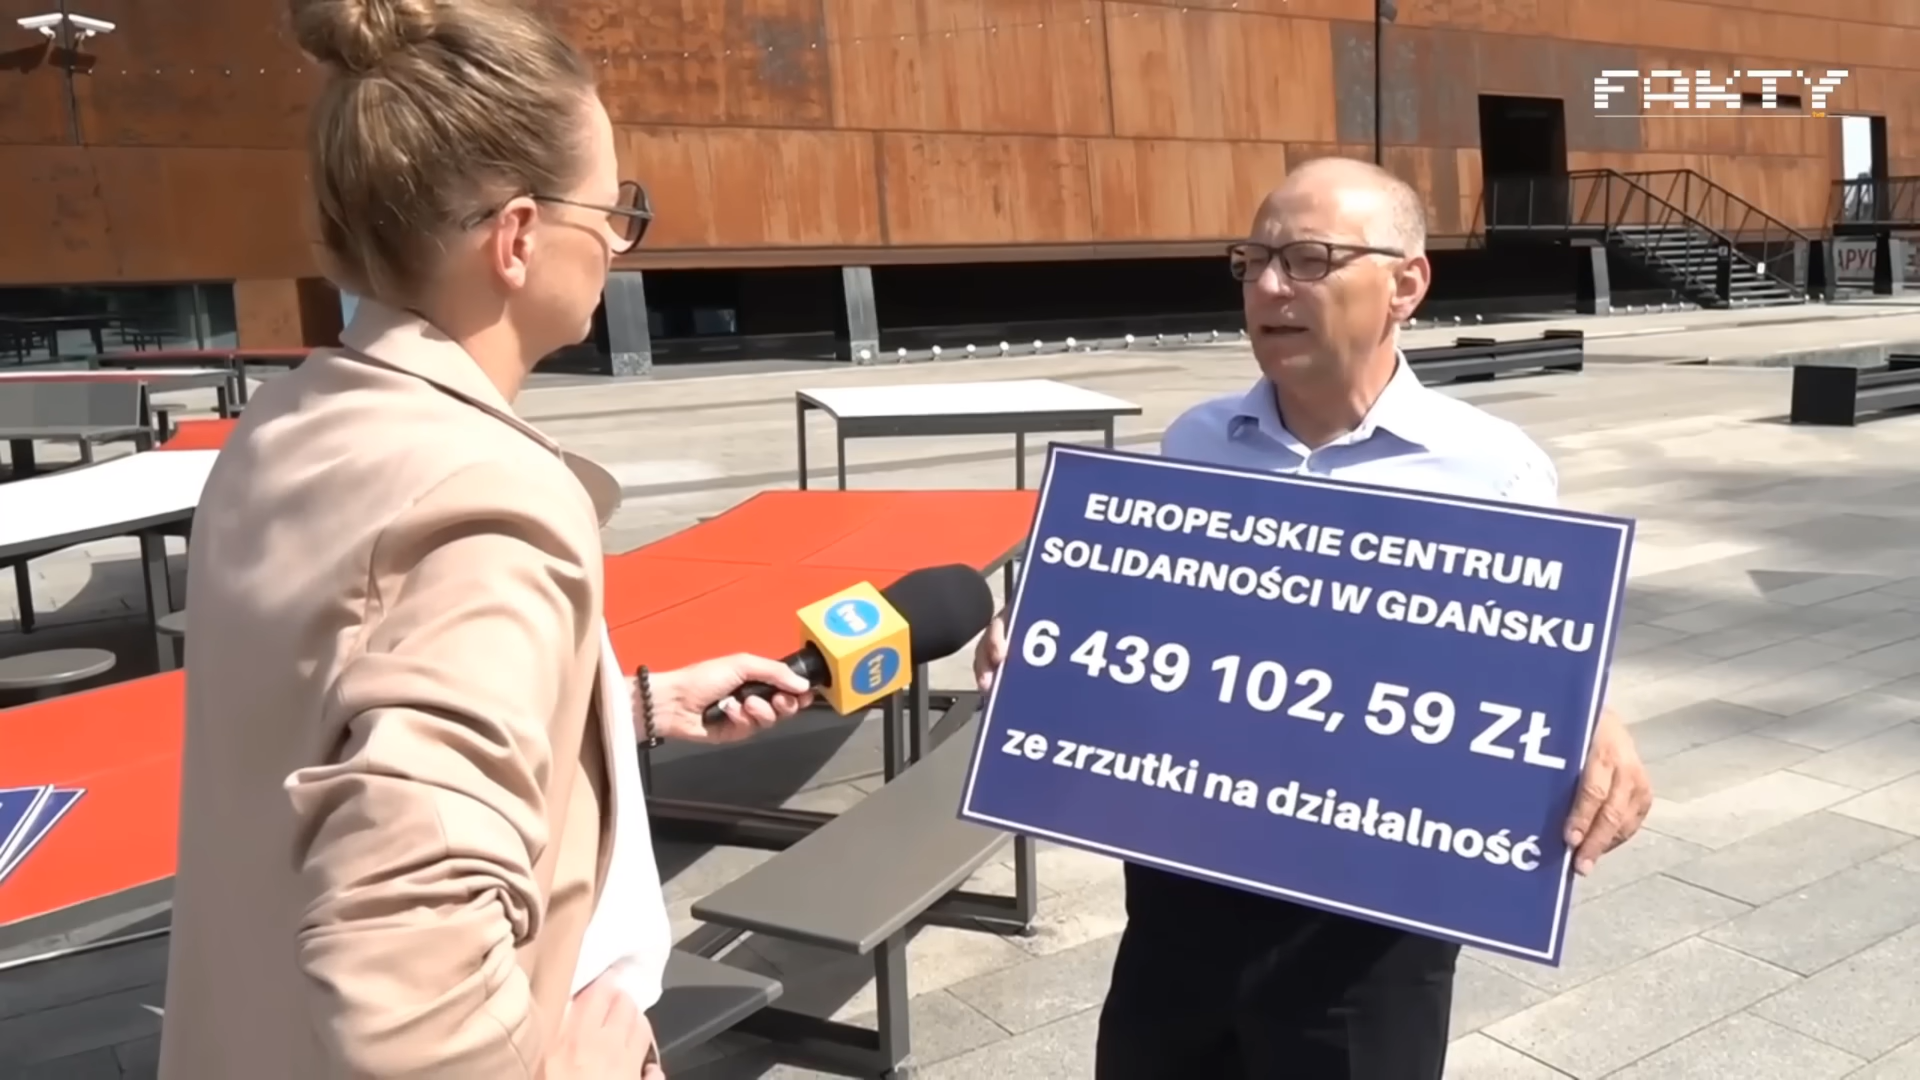 FAKTY
EUROPEJSKIE CENTRUM
SOLIDARNOŚCI W GDAŃSKU
6 439 102, 59 ZŁ
ze zrzutki na działalność
tvn
tvn